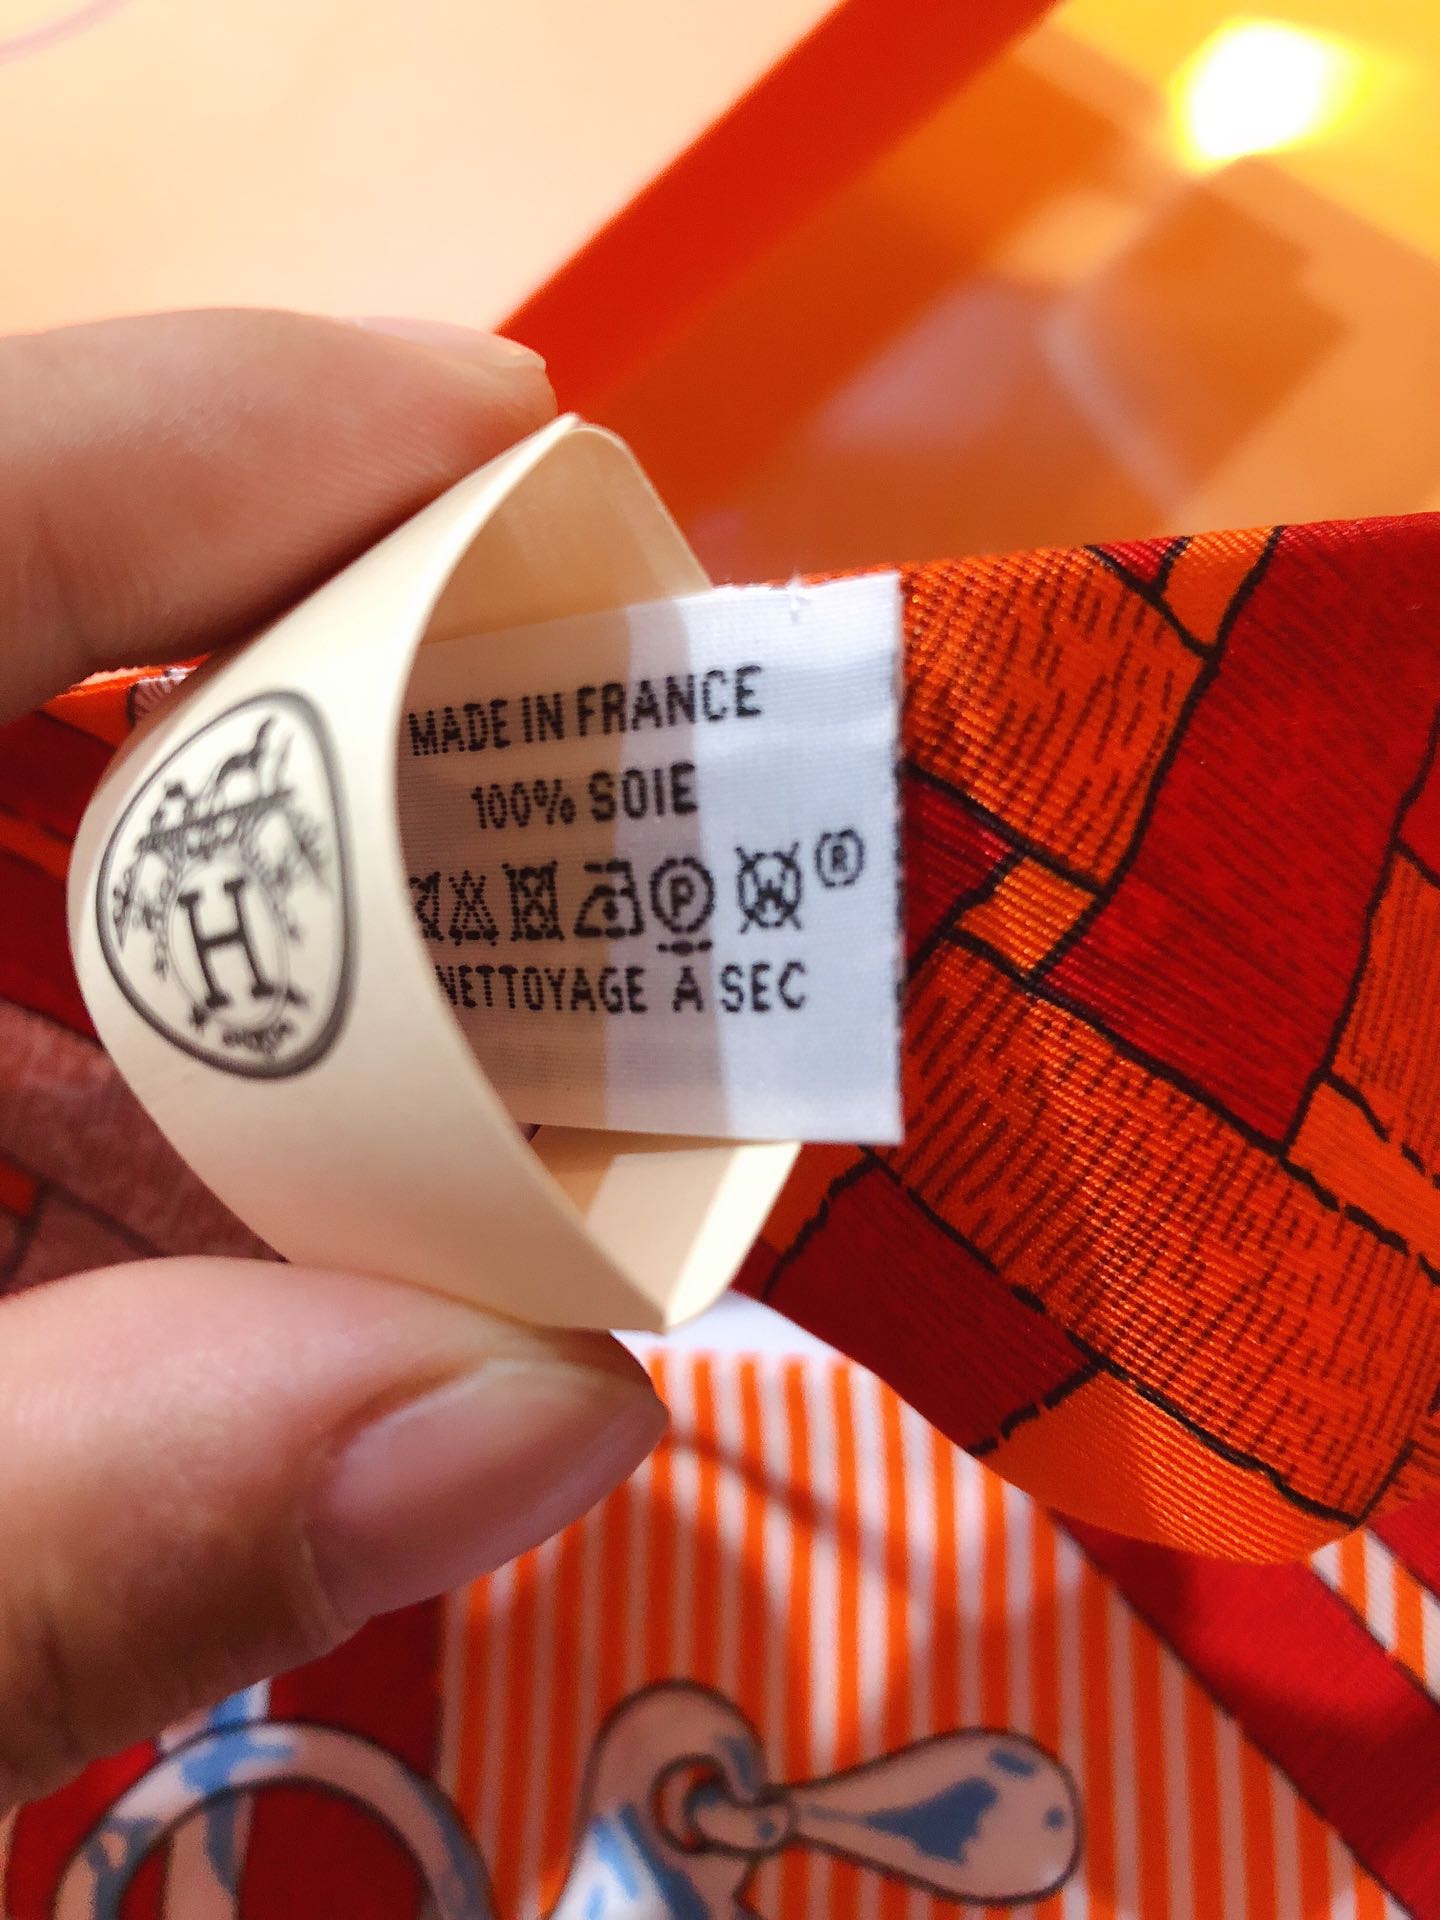 MADE IN FRANCE
100% SOIE
P W ®
NETTOYAGE À SEC
H